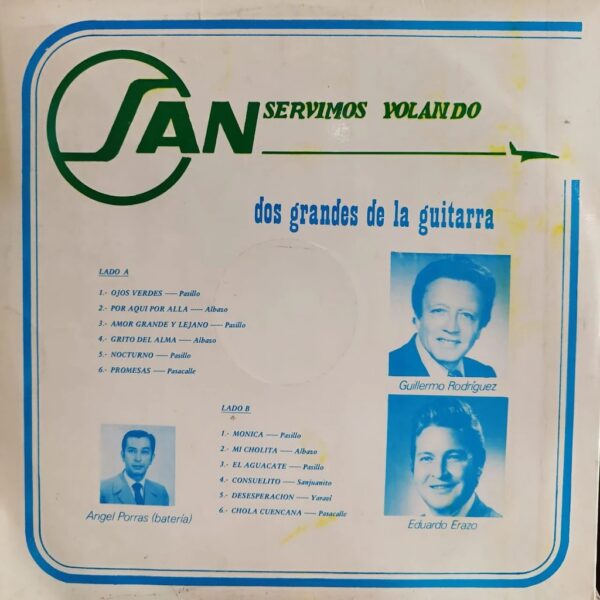 SAN
SERVIMOS VOLANDO
dos grandes de la guitarra
LADO A
1.- OJOS VERDES — Pasillo
2.- POR AQUI POR ALLA — Albazo
3.- AMOR GRANDE Y LEJANO — Pasillo
4.- GRITO DEL ALMA — Albazo
5.- NOCTURNO — Pasillo
6.- PROMESAS — Pasacalle
Guillermo Rodríguez
LADO B
1.- MONICA — Pasillo
2.- MI CHOLITA — Albazo
3.- EL AGUACATE — Pasillo
4.- CONSUELITO — Sanjuanito
5.- DESESPERACION — Yaraví
6.- CHOLA CUENCANA — Pasacalle
Angel Porras (batería)
Eduardo Erazo